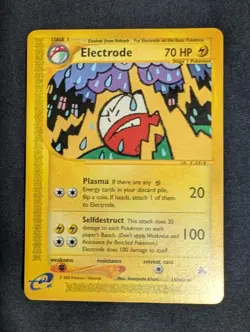 STAGE 1 Evolves from Voltorb Put Electrode on the Basic Pokémon
Electrode 70 HP
Stage 1 Pokémon
Plasma If there are any
Energy cards in your discard pile,
flip a coin. If heads, attach 1 of them
to Electrode.
20
Selfdestruct This attack does 20
damage to each Pokémon on each
player's Bench. (Don't apply Weakness and
Resistance for Benched Pokémon.)
Electrode does 100 damage to itself.
100
weakness resistance retreat cost
e